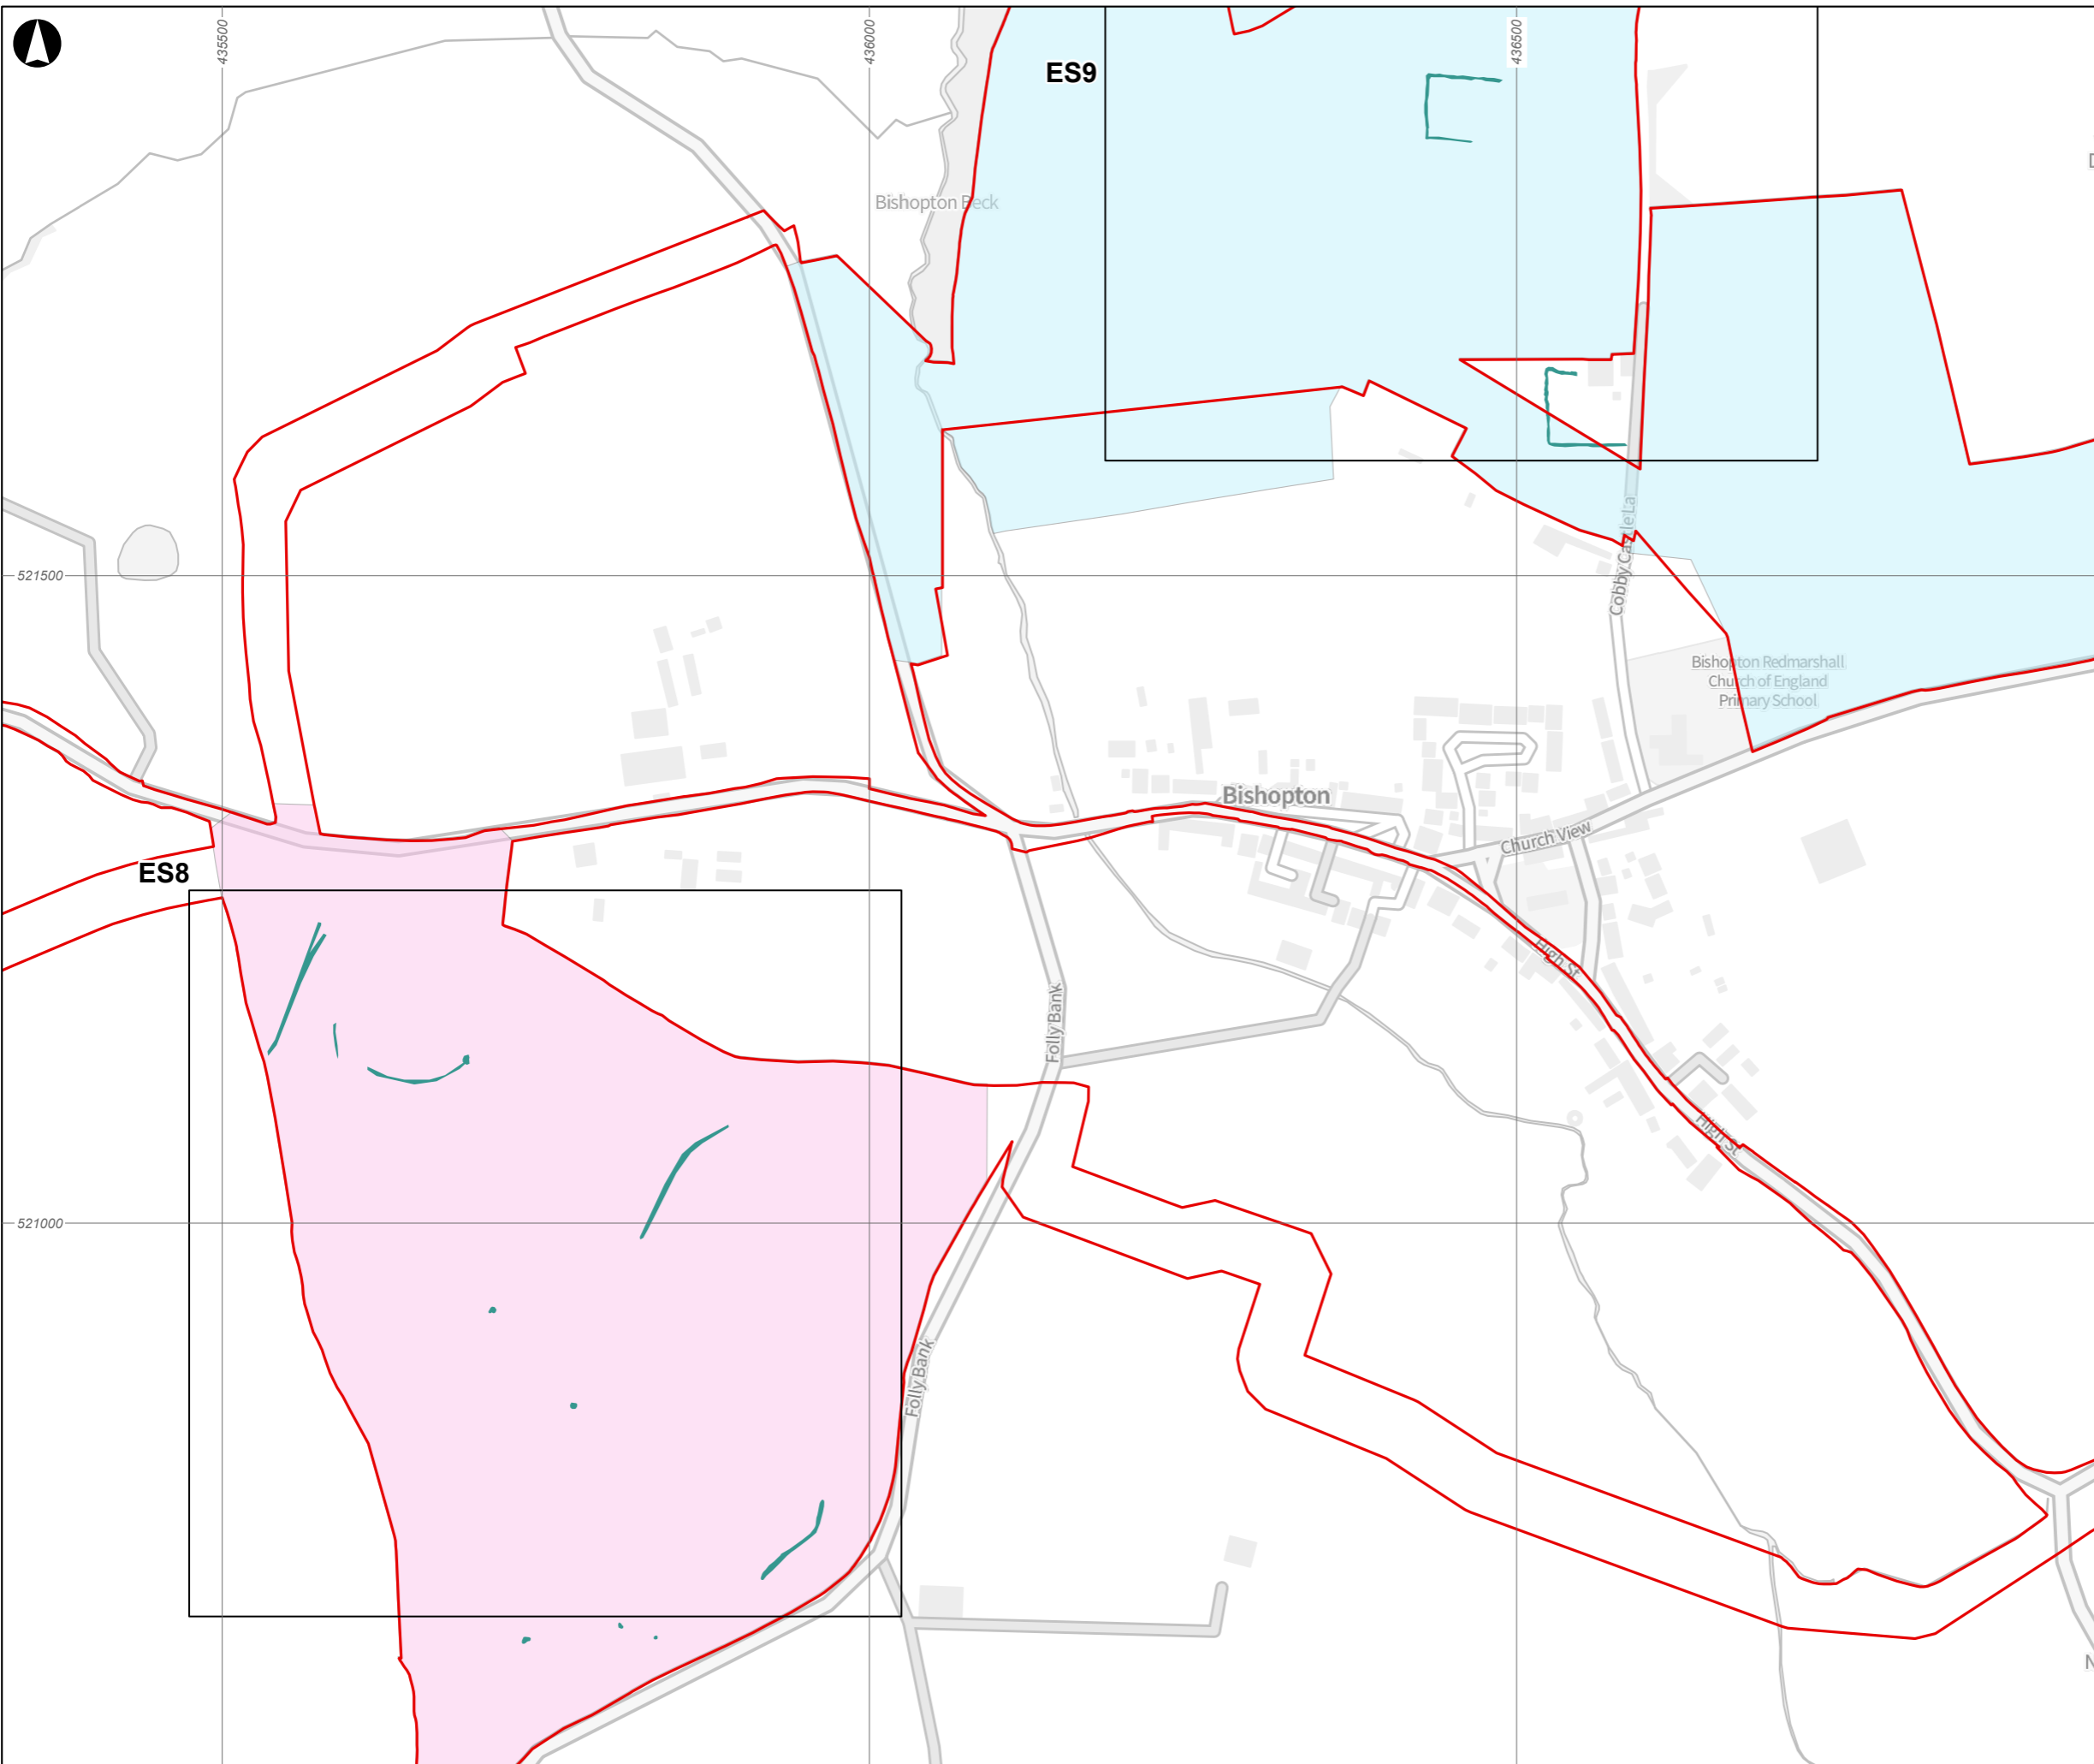 435500
436000
436500
ES9
D
Bishopton Beck
521500
Cobby Castle La
Bishopton Redmarshall
Church of England
Primary School
Bishopton
Church View
ES8
High St
Folly Bank
High St
521000
Folly Bank
N